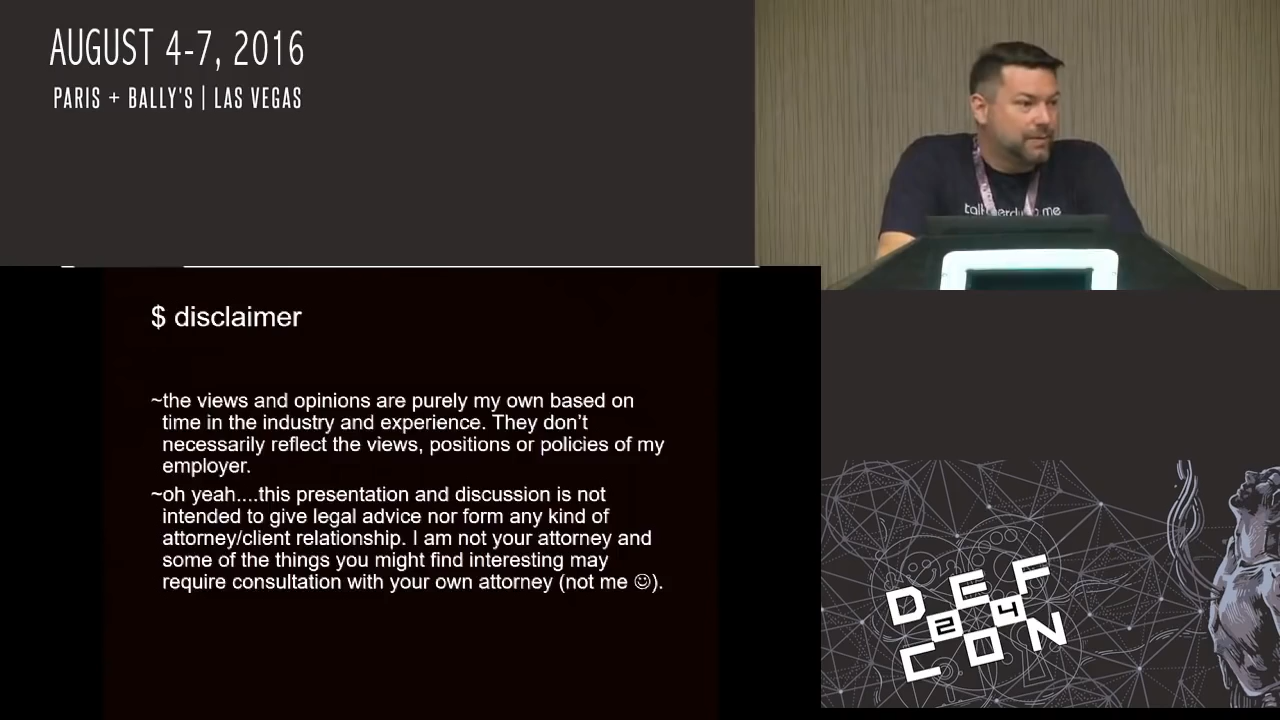 AUGUST 4-7, 2016
PARIS + BALLY'S | LAS VEGAS
me
$ disclaimer
~the views and opinions are purely my own based on
time in the industry and experience. They don't
necessarily reflect the views, positions or policies of my
employer.
~oh yeah....this presentation and discussion is not
intended to give legal advice nor form any kind of
attorney/client relationship. I am not your attorney and
some of the things you might find interesting may
require consultation with your own attorney (not me ☺).
DEF
24
CON